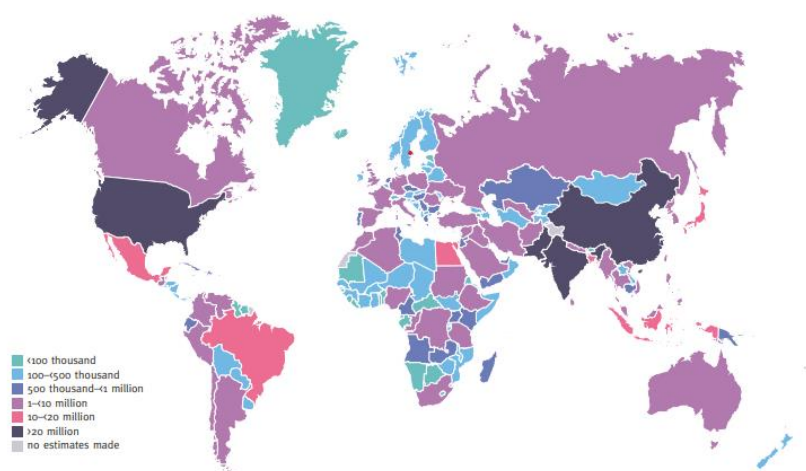 <100 thousand
100–<500 thousand
500 thousand–<1 million
1–<10 million
10–<20 million
>20 million
no estimates made